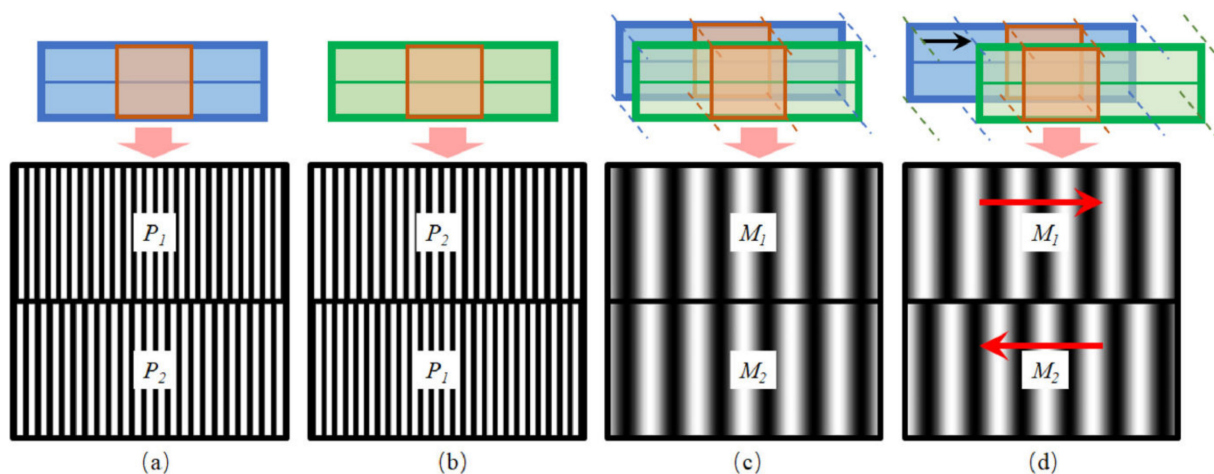 P₁ P₂ M₁ M₁
P₂ P₁ M₂ M₂
(a) (b) (c) (d)